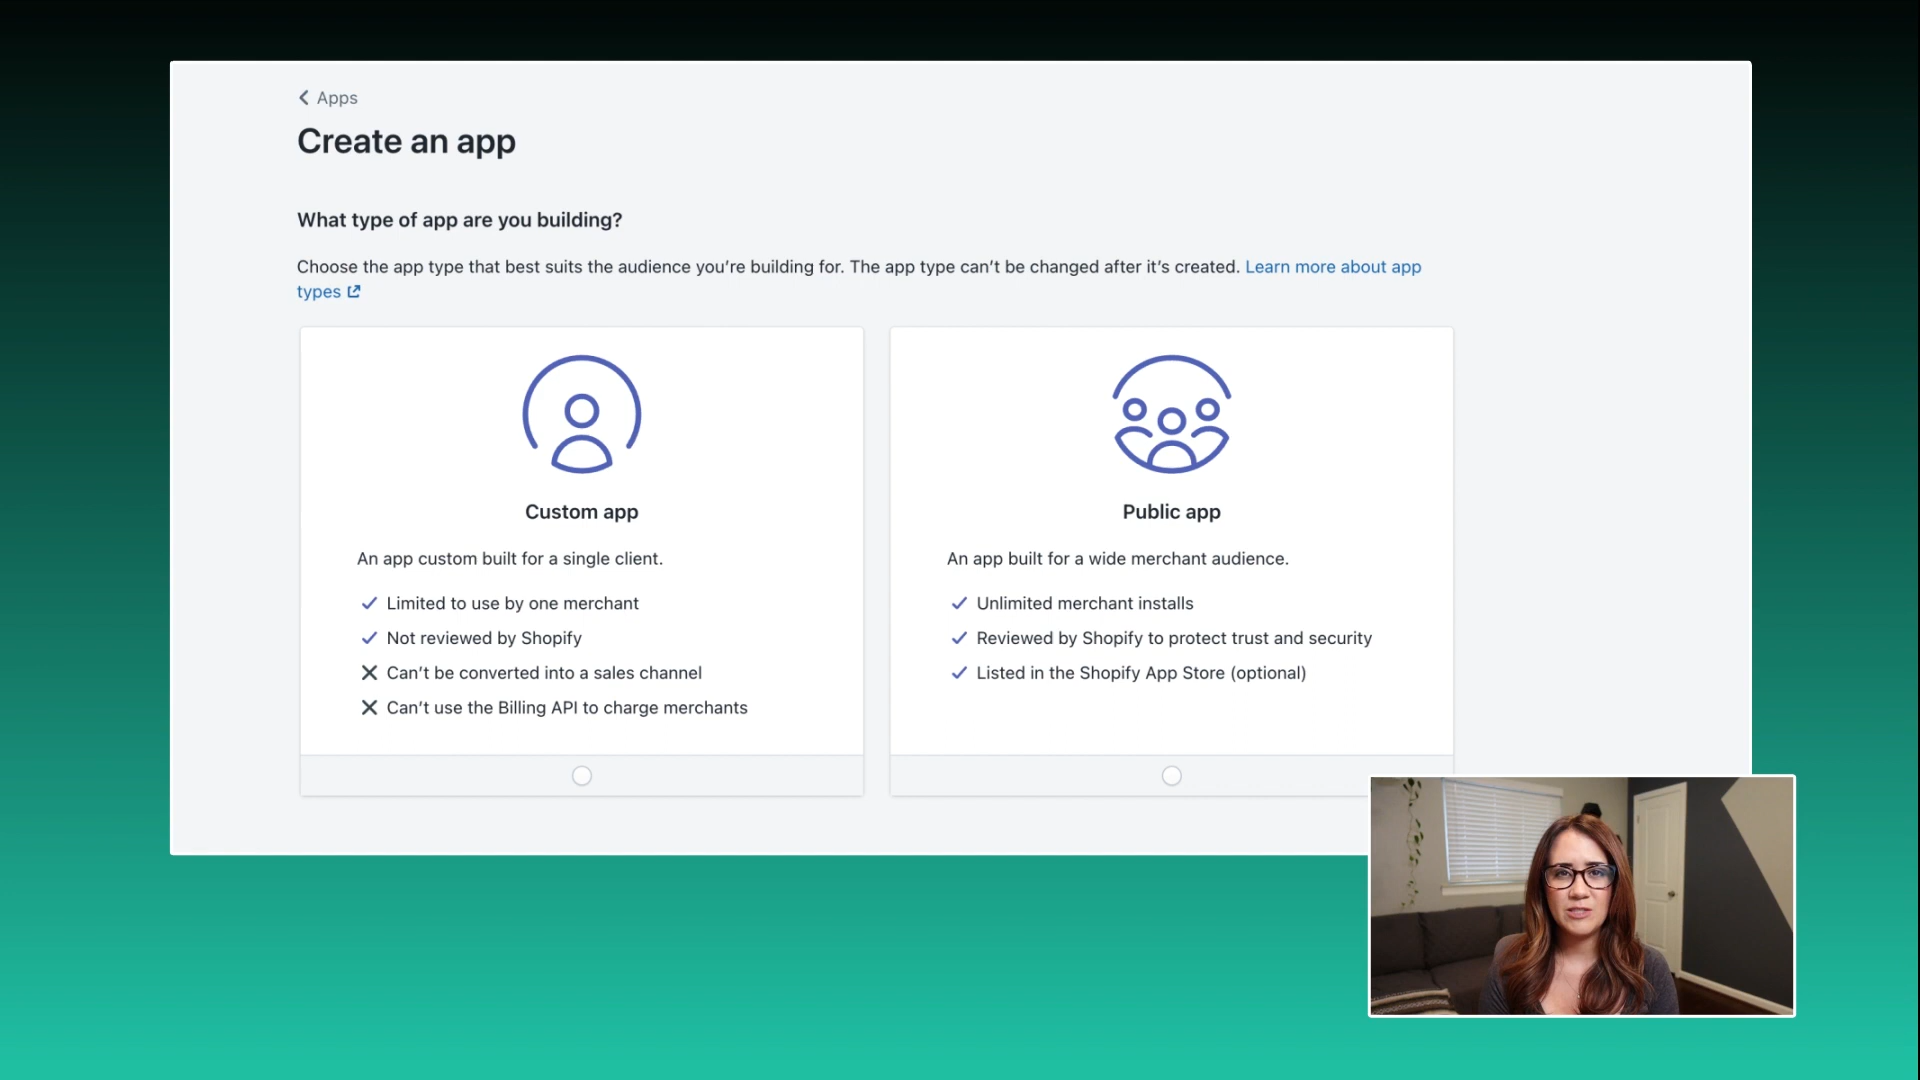 Apps
Create an app
What type of app are you building?
Choose the app type that best suits the audience you’re building for. The app type can’t be changed after it’s created. Learn more about app
types
Custom app
An app custom built for a single client.
Limited to use by one merchant
Not reviewed by Shopify
Can’t be converted into a sales channel
Can’t use the Billing API to charge merchants
Public app
An app built for a wide merchant audience.
Unlimited merchant installs
Reviewed by Shopify to protect trust and security
Listed in the Shopify App Store (optional)